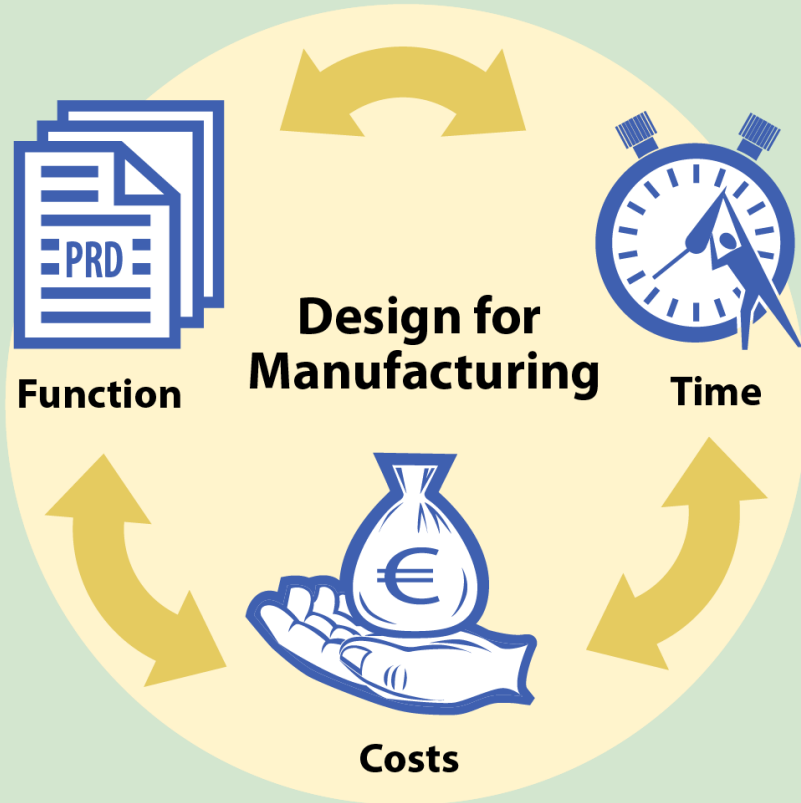 PRD
Function
Design for
Manufacturing
Time
€
Costs